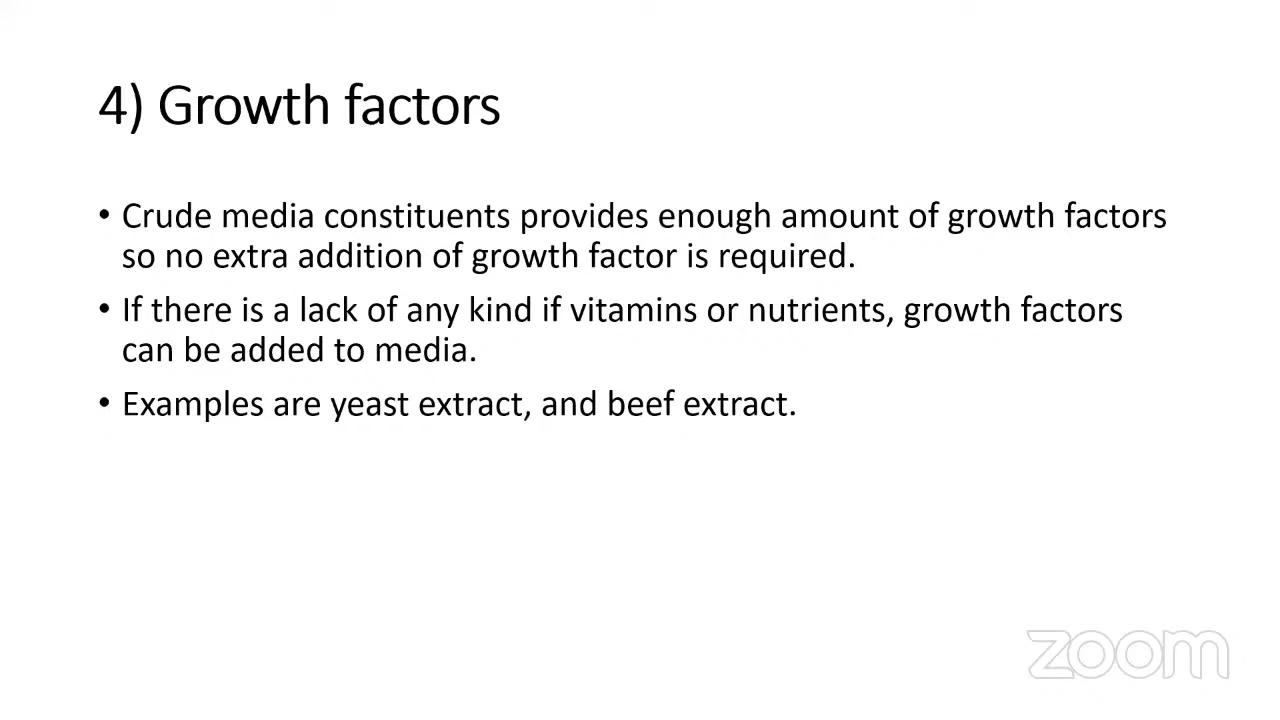 4) Growth factors
• Crude media constituents provides enough amount of growth factors
so no extra addition of growth factor is required.
• If there is a lack of any kind if vitamins or nutrients, growth factors
can be added to media.
• Examples are yeast extract, and beef extract.
zoom